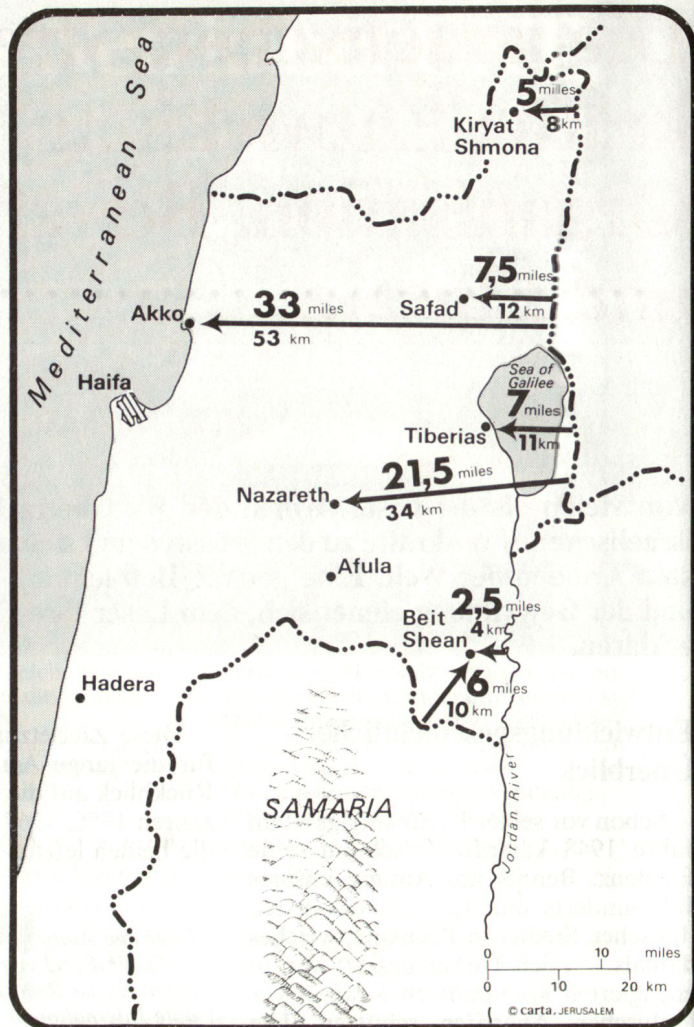 Mediterranean Sea
5 miles
8 km
Kiryat
Shmona
7,5 miles
12 km
Safad
33 miles
53 km
Akko
Haifa
Sea of
Galilee
7 miles
11 km
Tiberias
21,5 miles
34 km
Nazareth
Afula
2,5 miles
4 km
Beit
Shean
6 miles
10 km
Hadera
SAMARIA
Jordan River
0 10 miles
0 10 20 km
© carta, JERUSALEM